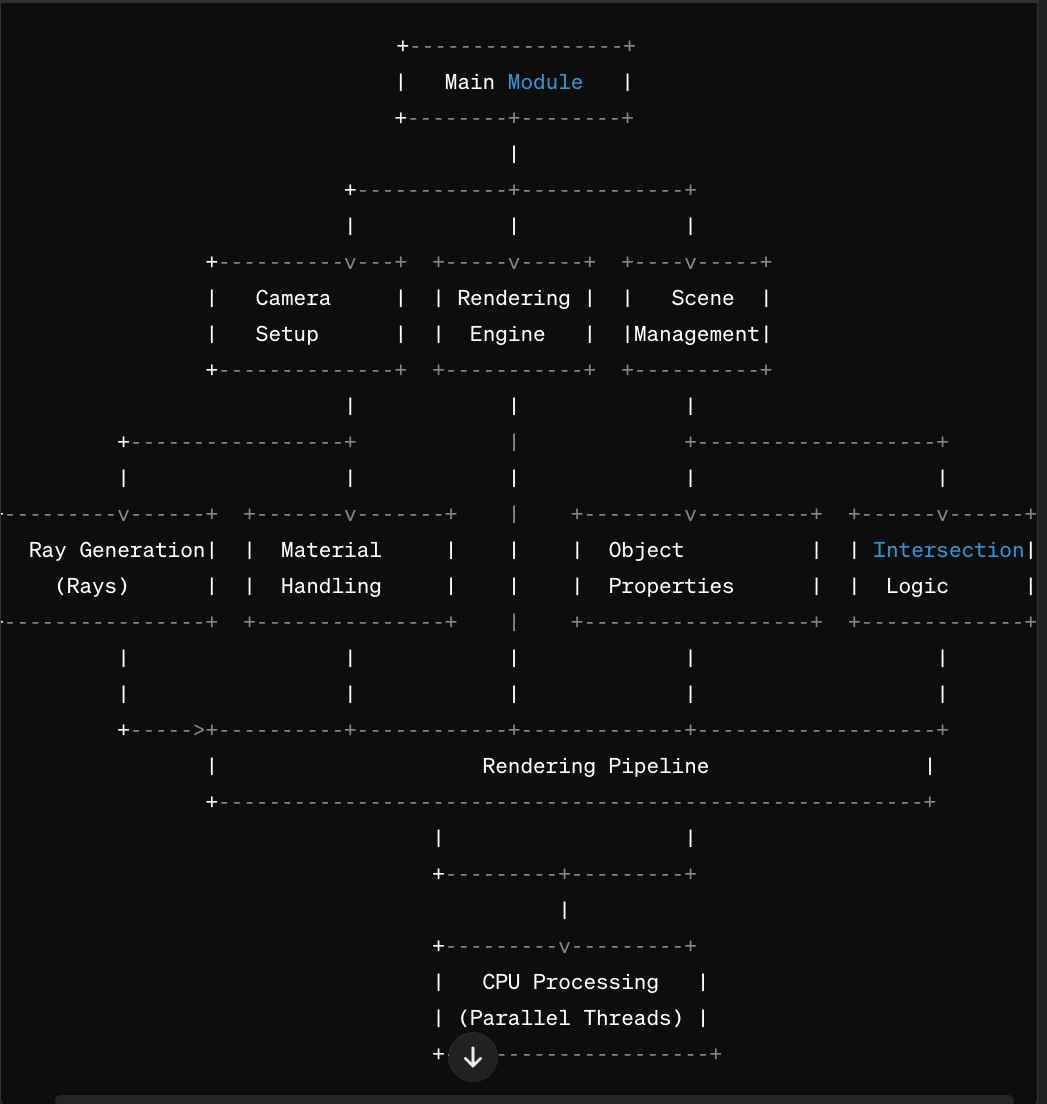 +-----------------+
|   Main Module   |
+--------+--------+
|
+------------+-------------+
|            |             |
+----------v---+  +-----v-----+  +----v-----+
|   Camera     |  | Rendering |  |   Scene  |
|   Setup      |  |  Engine   |  |Management|
+--------------+  +-----------+  +----------+
|            |             |
+-----------------+            |             +-------------------+
|                 |            |             |                   |
---------v------+  +-------v-------+    |    +--------v---------+  +------v------+
Ray Generation|  |  Material     |    |    |  Object          |  | Intersection|
(Rays)      |  |  Handling     |    |    |  Properties      |  |  Logic      |
----------------+  +---------------+    |    +------------------+  +-------------+
|                 |            |             |                   |
|                 |            |             |                   |
+----->+----------+------------+-------------+-------------------+
|                     Rendering Pipeline                 |
+--------------------------------------------------------+
|                   |
+---------+---------+
|
+---------v---------+
|   CPU Processing   |
| (Parallel Threads) |
+---------------------+